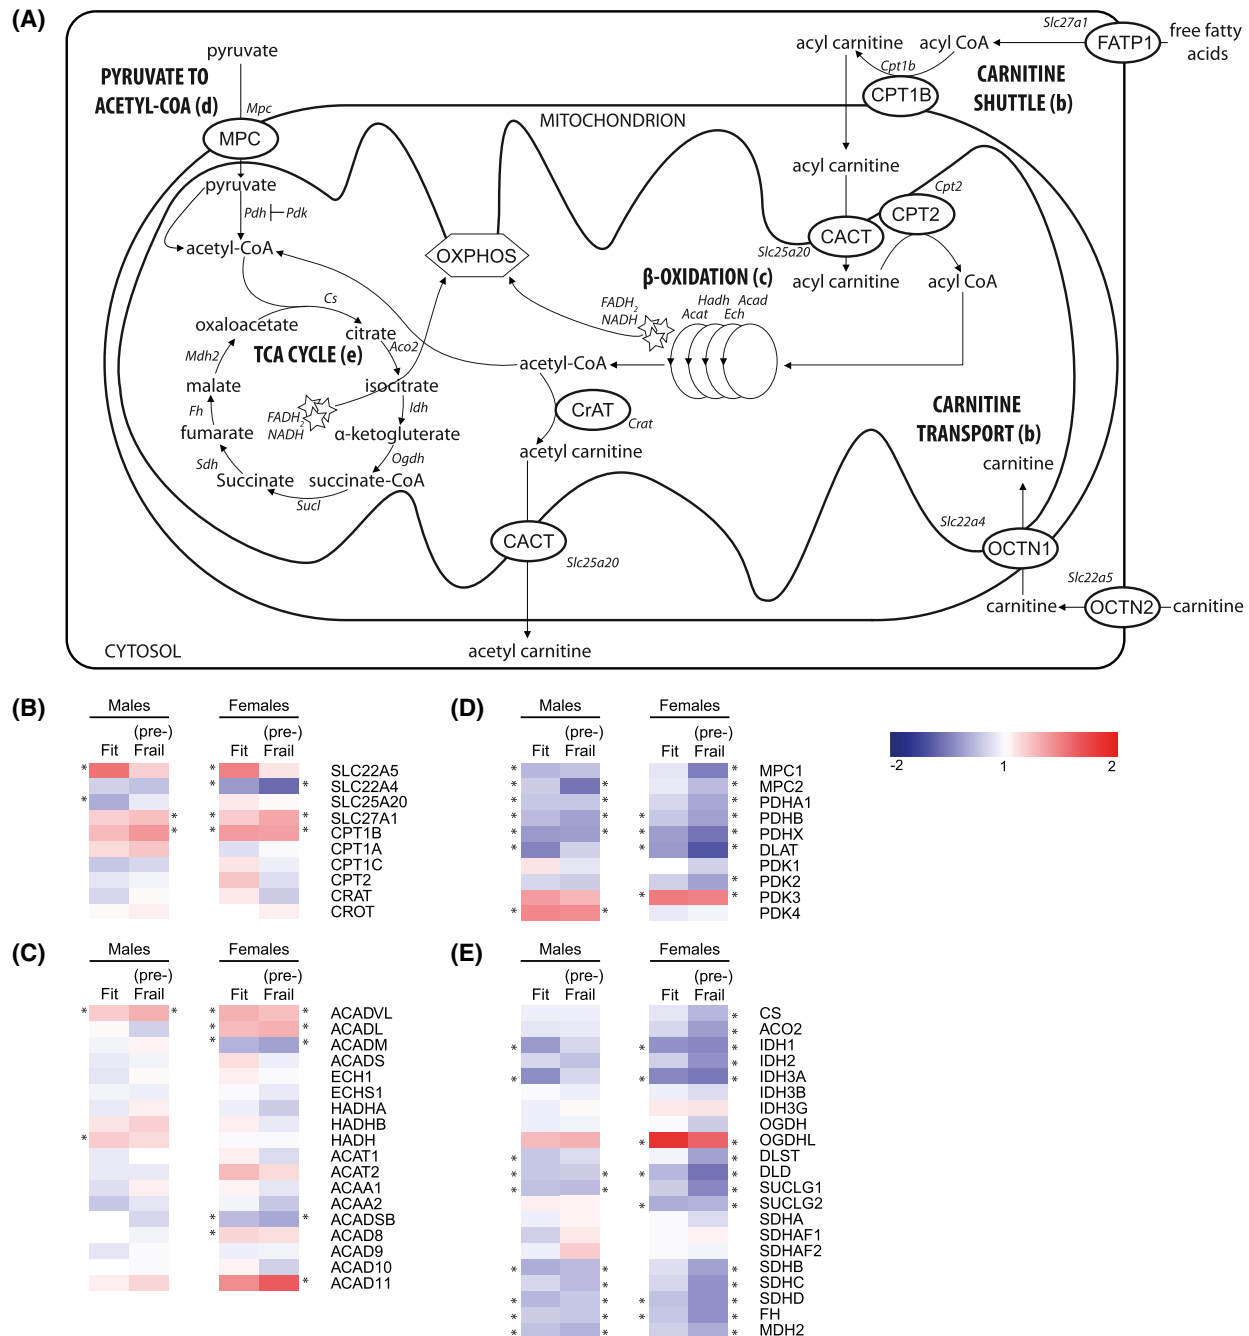 (A)
pyruvate
PYRUVATE TO
ACETYL-COA (d)
Mpc
MPC
pyruvate
Pdh
Pdk
acetyl-CoA
Cs
oxaloacetate
citrate
Mdh2
TCA CYCLE (e)
Aco2
malate
isocitrate
Fh
FADH2
NADH
Idh
fumarate
α-ketogluterate
Sdh
Ogdh
Succinate
succinate-CoA
Sucl
MITOCHONDRION
OXPHOS
acyl carnitine
acyl CoA
Slc27a1
FATP1
free fatty
acids
Cpt1b
CPT1B
CARNITINE
SHUTTLE (b)
acyl carnitine
Cpt2
CPT2
CACT
Slc25a20
acyl carnitine
acyl CoA
β-OXIDATION (c)
FADH2
NADH
Hadh
Acad
Acat
Ech
acetyl-CoA
CrAT
Crat
acetyl carnitine
CACT
Slc25a20
acetyl carnitine
CARNITINE
TRANSPORT (b)
carnitine
Slc22a4
OCTN1
Slc22a5
carnitine
OCTN2
carnitine
CYTOSOL
(B)
Males
Females
(pre-)
(pre-)
Fit
Frail
Fit
Frail
* * SLC22A5
* * SLC22A4
* SLC25A20
* * * SLC27A1
* * * CPT1B
CPT1A
CPT1C
CPT2
CRAT
CROT
(D)
Males
Females
(pre-)
(pre-)
Fit
Frail
Fit
Frail
* * MPC1
* * * MPC2
* * * PDHA1
* * * * PDHB
* * * * PDHX
* * * DLAT
PDK1
* PDK2
* * PDK3
* * PDK4
-2
2
(C)
Males
Females
(pre-)
(pre-)
Fit
Frail
Fit
Frail
* * * * ACADVL
* * ACADL
* * ACADM
ACADS
ECH1
ECHS1
HADHA
HADHB
* HADH
ACAT1
ACAT2
ACAA1
ACAA2
* * ACADSB
* ACAD8
ACAD9
ACAD10
* ACAD11
(E)
Males
Females
(pre-)
(pre-)
Fit
Frail
Fit
Frail
* CS
* ACO2
* * * IDH1
* IDH2
* * * IDH3A
IDH3B
IDH3G
OGDH
* * OGDHL
* * DLST
* * * * DLD
* * * SUCLG1
* * SUCLG2
SDHA
SDHAF1
SDHAF2
* * * SDHB
* * SDHC
* * * * SDHD
* * * * FH
* * * MDH2